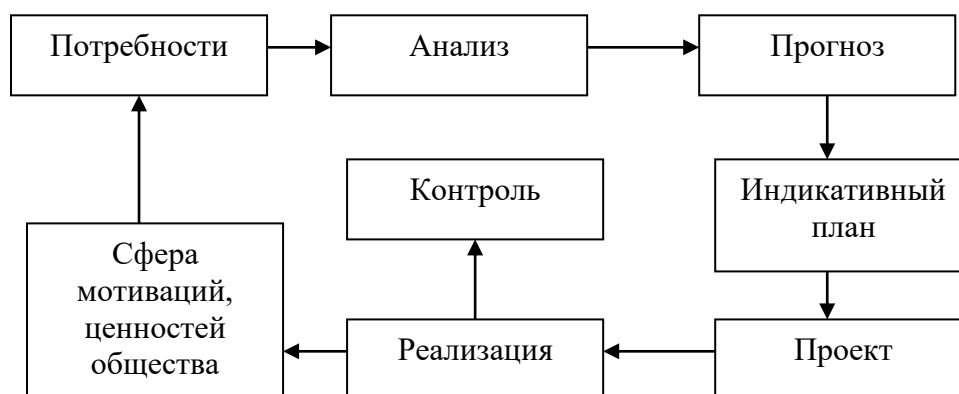 Потребности
Анализ
Прогноз
Контроль
Индикативный
план
Сфера
мотиваций,
ценностей
общества
Реализация
Проект